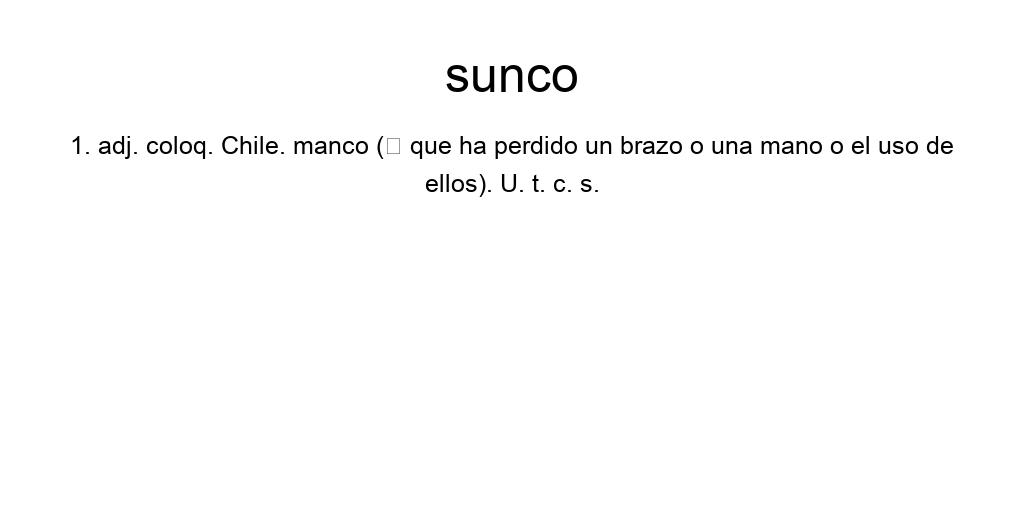 sunco
1. adj. coloq. Chile. manco (□ que ha perdido un brazo o una mano o el uso de
ellos). U. t. c. s.